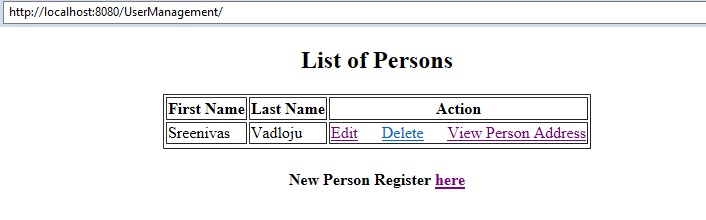 http://localhost:8080/UserManagement/
List of Persons
First Name Last Name Action
Sreenivas Vadloju Edit Delete View Person Address
New Person Register here